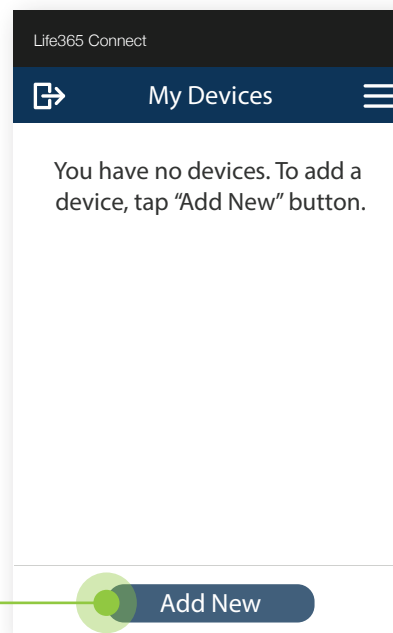 Life365 Connect
My Devices
You have no devices. To add a
device, tap “Add New” button.
Add New